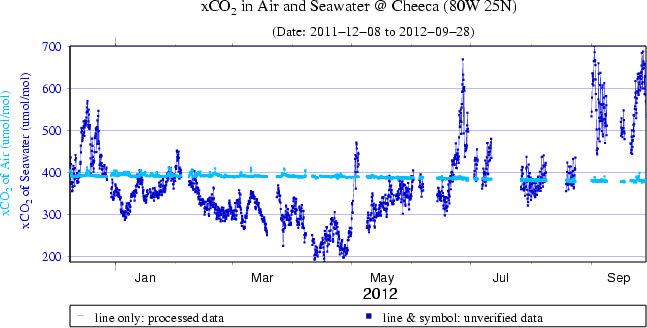 xCO₂ in Air and Seawater @ Cheeca (80W 25N)
(Date: 2011–12–08 to 2012–09–28)
xCO₂ of Air (umol/mol)
xCO₂ of Seawater (umol/mol)
700
600
500
400
300
200
Jan Mar May Jul Sep
2012
line only: processed data line & symbol: unverified data